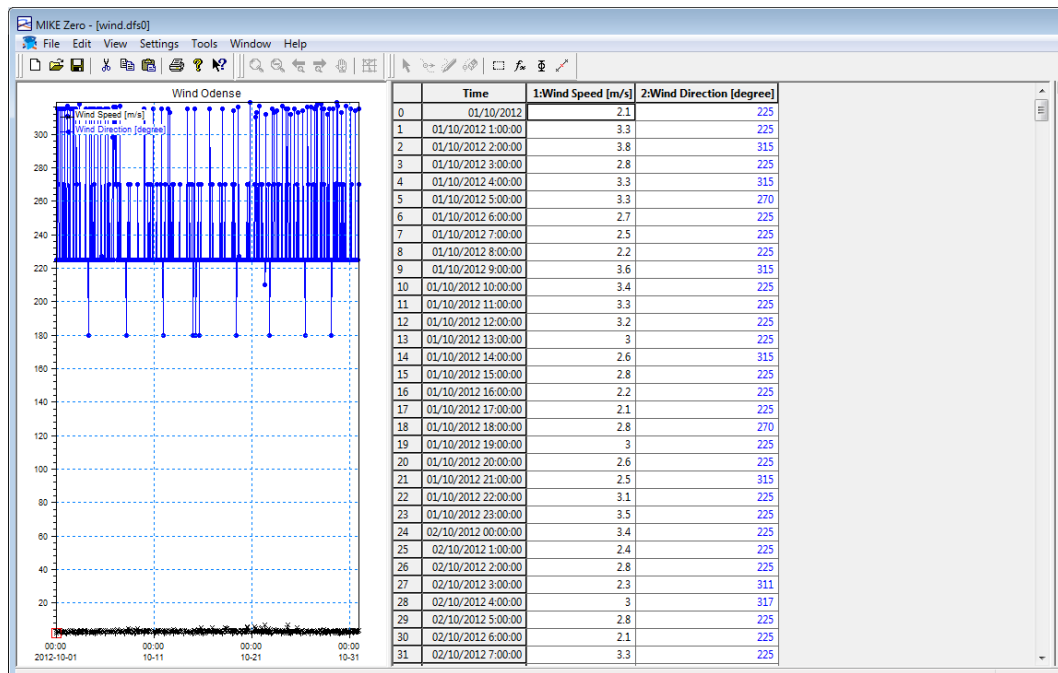 MIKE Zero - [wind.dfs0]
File Edit View Settings Tools Window Help
Wind Odense
Wind Speed [m/s]
Wind Direction [degree]
300
280
260
240
220
200
180
160
140
120
100
80
60
40
20
00:00 00:00 00:00 00:00
2012-10-01 10-11 10-21 10-31
Time 1:Wind Speed [m/s] 2:Wind Direction [degree]
0 01/10/2012 2.1 225
1 01/10/2012 1:00:00 3.3 225
2 01/10/2012 2:00:00 3.8 315
3 01/10/2012 3:00:00 2.8 225
4 01/10/2012 4:00:00 3.3 315
5 01/10/2012 5:00:00 3.3 270
6 01/10/2012 6:00:00 2.7 225
7 01/10/2012 7:00:00 2.5 225
8 01/10/2012 8:00:00 2.2 225
9 01/10/2012 9:00:00 3.6 315
10 01/10/2012 10:00:00 3.4 225
11 01/10/2012 11:00:00 3.3 225
12 01/10/2012 12:00:00 3.2 225
13 01/10/2012 13:00:00 3 225
14 01/10/2012 14:00:00 2.6 315
15 01/10/2012 15:00:00 2.8 225
16 01/10/2012 16:00:00 2.2 225
17 01/10/2012 17:00:00 2.1 225
18 01/10/2012 18:00:00 2.8 270
19 01/10/2012 19:00:00 3 225
20 01/10/2012 20:00:00 2.6 225
21 01/10/2012 21:00:00 2.5 315
22 01/10/2012 22:00:00 3.1 225
23 01/10/2012 23:00:00 3.5 225
24 02/10/2012 00:00:00 3.4 225
25 02/10/2012 1:00:00 2.4 225
26 02/10/2012 2:00:00 2.8 225
27 02/10/2012 3:00:00 2.3 311
28 02/10/2012 4:00:00 3 317
29 02/10/2012 5:00:00 2.8 225
30 02/10/2012 6:00:00 2.1 225
31 02/10/2012 7:00:00 3.3 225